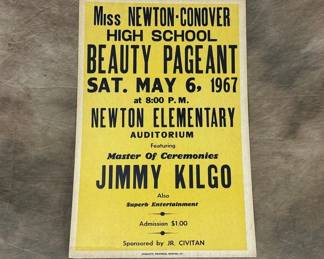 Miss NEWTON-CONOVER
HIGH SCHOOL
BEAUTY PAGEANT
SAT. MAY 6, 1967
at 8:00 P.M.
NEWTON ELEMENTARY
AUDITORIUM
Featuring
Master Of Ceremonies
JIMMY KILGO
Also
Superb Entertainment
Admission $1.00
Sponsored by JR. CIVITAN